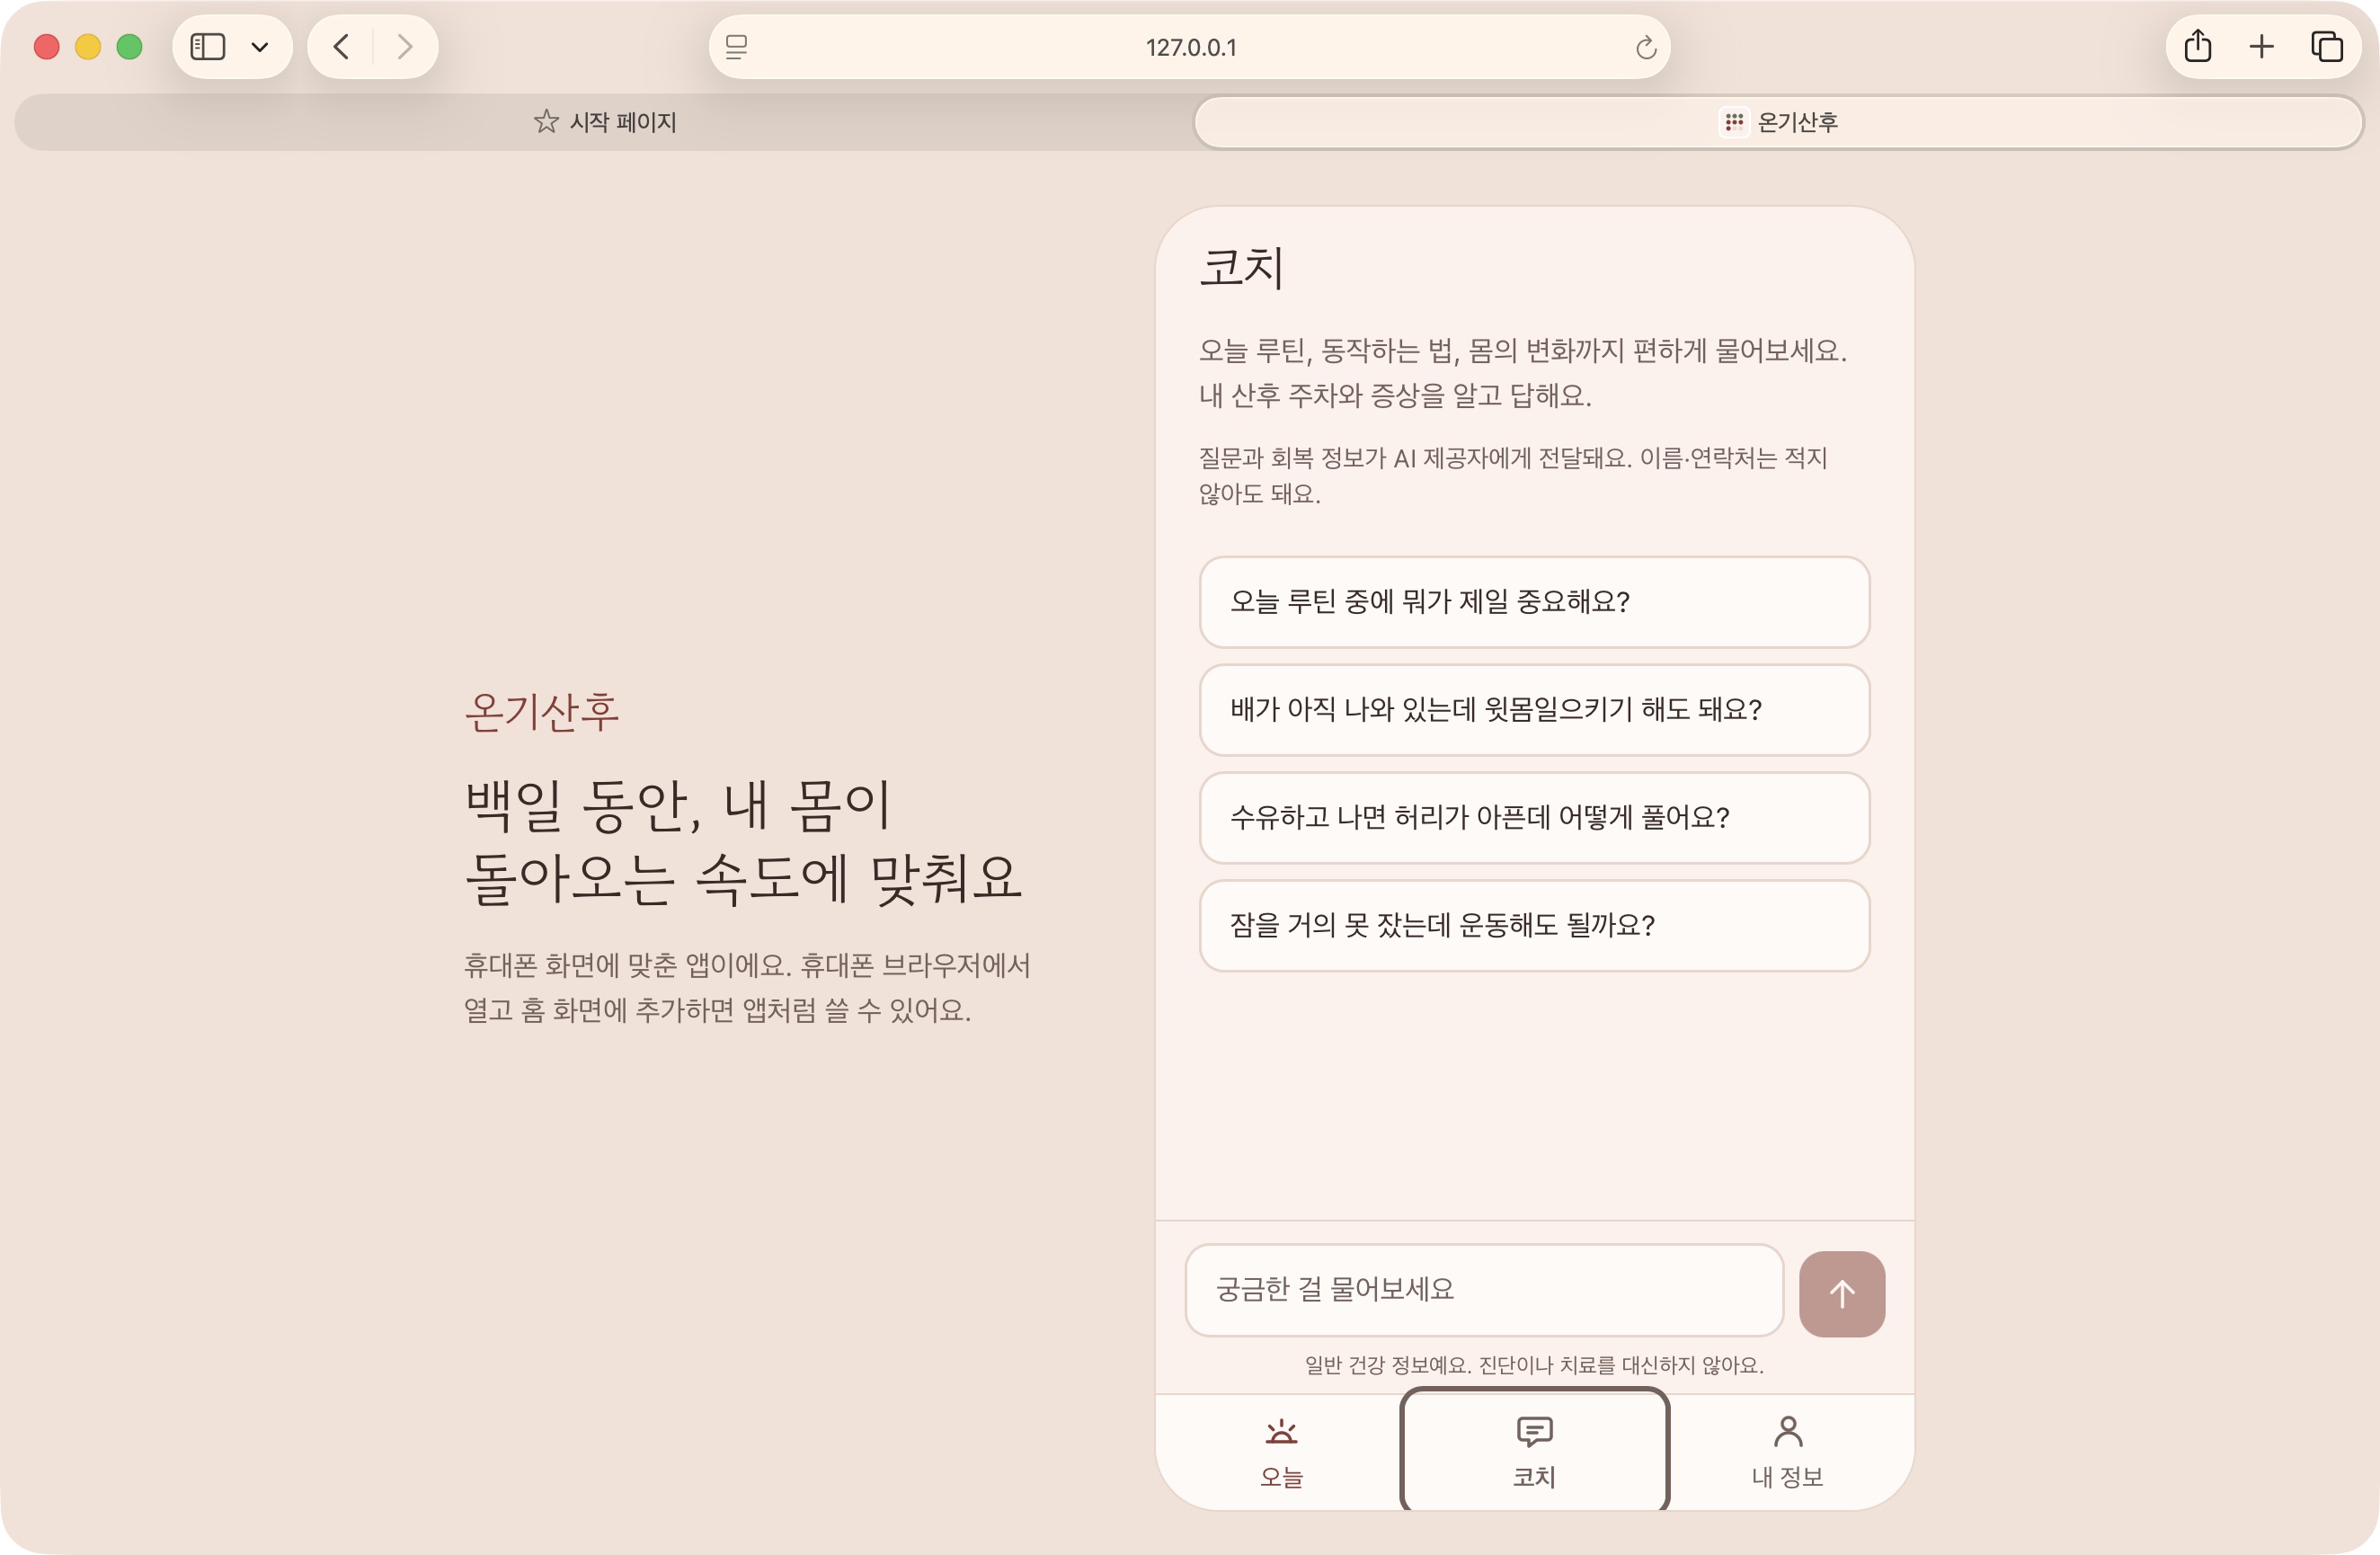 127.0.0.1
시작 페이지
온기산후
온기산후
백일 동안, 내 몸이
돌아오는 속도에 맞춰요
휴대폰 화면에 맞춘 앱이에요. 휴대폰 브라우저에서
열고 홈 화면에 추가하면 앱처럼 쓸 수 있어요.
코치
오늘 루틴, 동작하는 법, 몸의 변화까지 편하게 물어보세요.
내 산후 주차와 증상을 알고 답해요.
질문과 회복 정보가 AI 제공자에게 전달돼요. 이름·연락처는 적지
않아도 돼요.
오늘 루틴 중에 뭐가 제일 중요해요?
배가 아직 나와 있는데 윗몸일으키기 해도 돼요?
수유하고 나면 허리가 아픈데 어떻게 풀어요?
잠을 거의 못 잤는데 운동해도 될까요?
궁금한 걸 물어보세요
일반 건강 정보예요. 진단이나 치료를 대신하지 않아요.
오늘
코치
내 정보